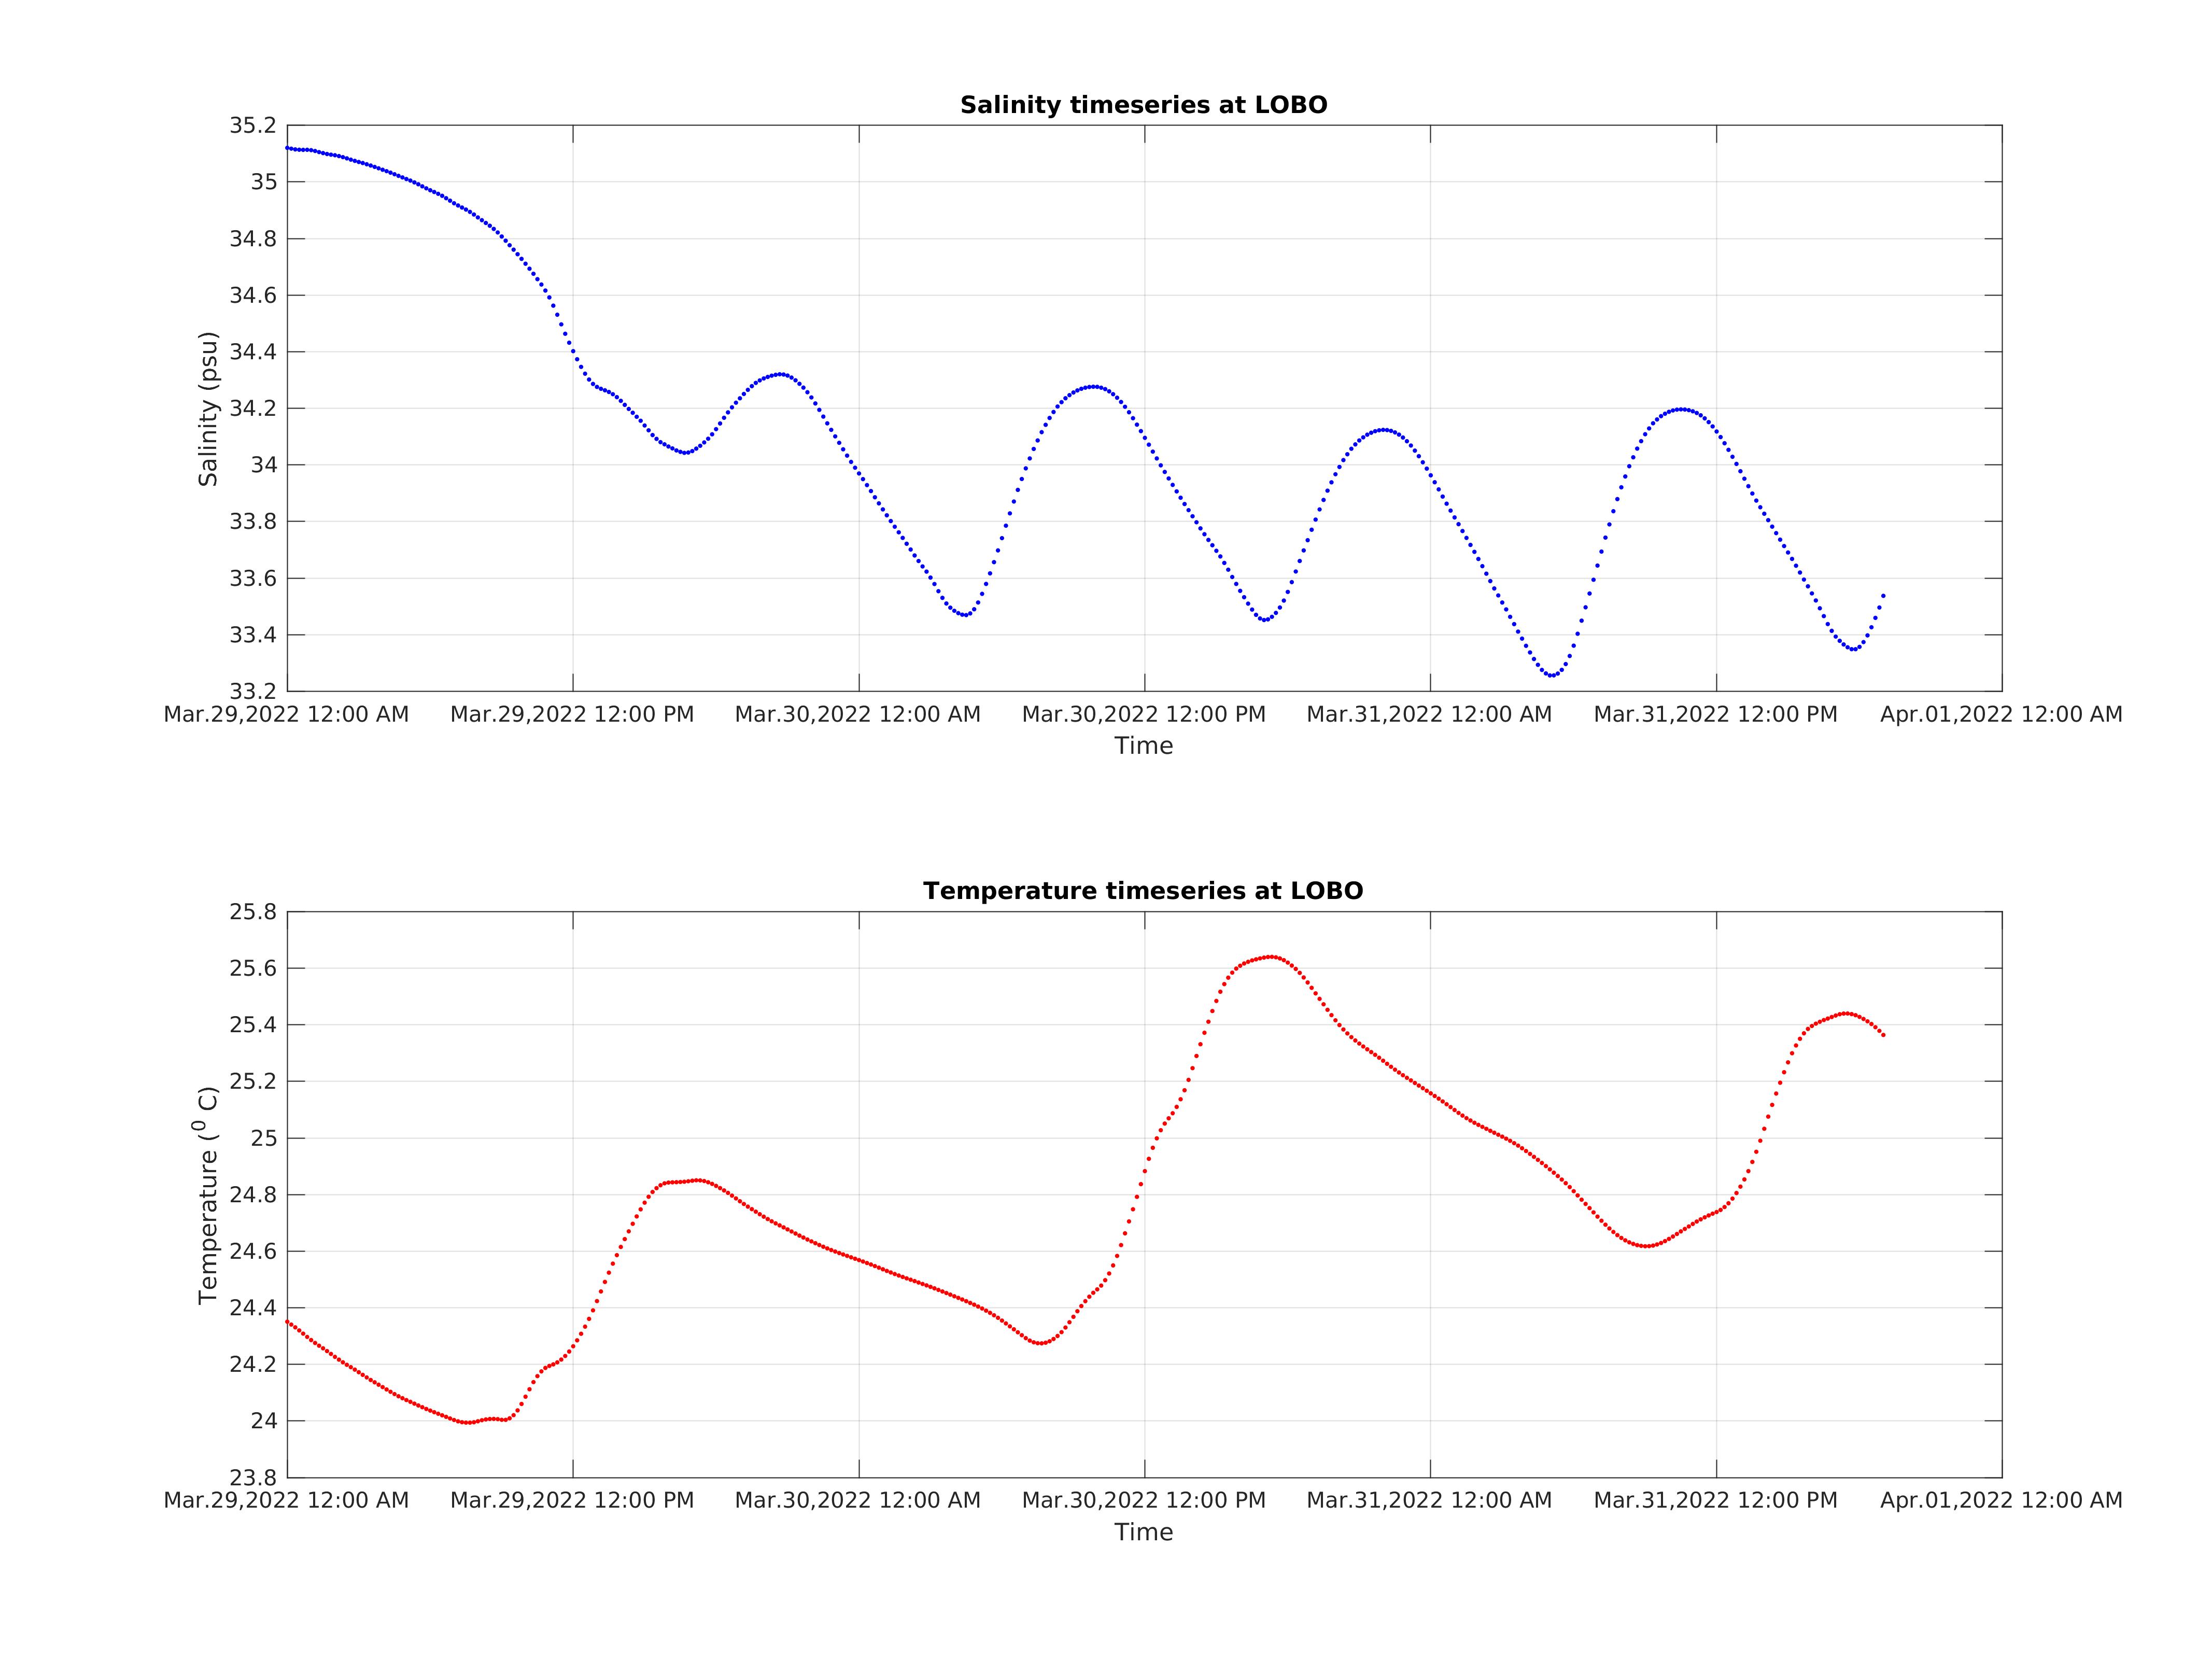 Salinity timeseries at LOBO
35.2
35
34.8
34.6
34.4
34.2
34
33.8
33.6
33.4
33.2
Salinity (psu)
Mar.29,2022 12:00 AM Mar.29,2022 12:00 PM Mar.30,2022 12:00 AM Mar.30,2022 12:00 PM Mar.31,2022 12:00 AM Mar.31,2022 12:00 PM Apr.01,2022 12:00 AM
Time
Temperature timeseries at LOBO
25.8
25.6
25.4
25.2
25
24.8
24.6
24.4
24.2
24
23.8
Temperature (⁰ C)
Mar.29,2022 12:00 AM Mar.29,2022 12:00 PM Mar.30,2022 12:00 AM Mar.30,2022 12:00 PM Mar.31,2022 12:00 AM Mar.31,2022 12:00 PM Apr.01,2022 12:00 AM
Time